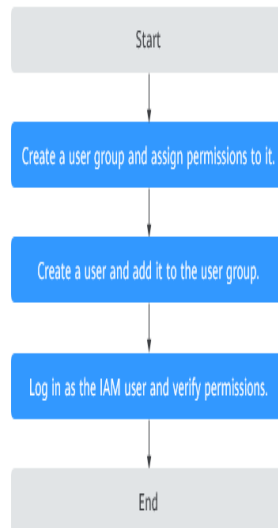 Start
Create a user group and assign permissions to it.
Create a user and add it to the user group.
Log in as the IAM user and verify permissions.
End